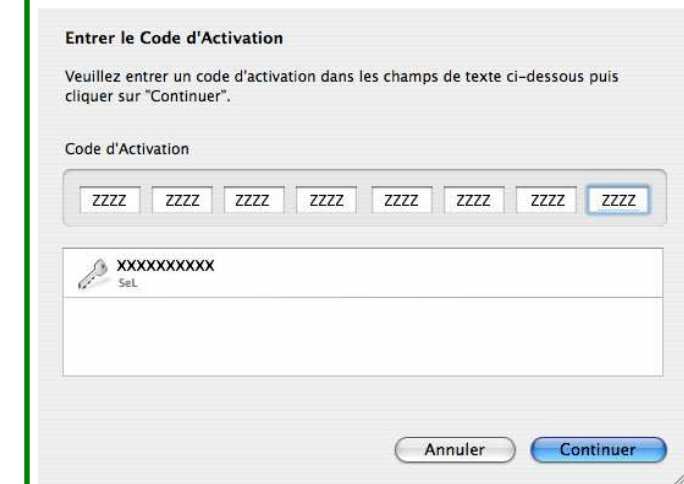 Entrer le Code d'Activation
Veuillez entrer un code d'activation dans les champs de texte ci-dessous puis
cliquer sur "Continuer".
Code d'Activation
ZZZZ ZZZZ ZZZZ ZZZZ ZZZZ ZZZZ ZZZZ ZZZZ
XXXXXXXXXX
SeL
Annuler Continuer